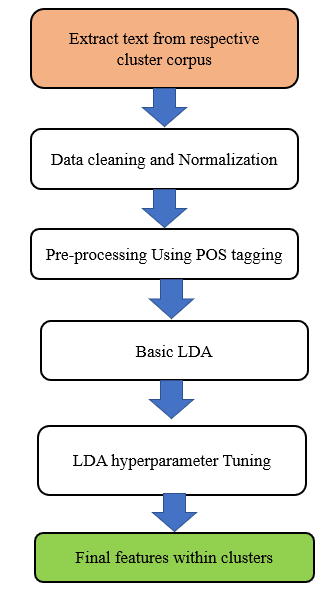 Extract text from respective
cluster corpus
Data cleaning and Normalization
Pre-processing Using POS tagging
Basic LDA
LDA hyperparameter Tuning
Final features within clusters